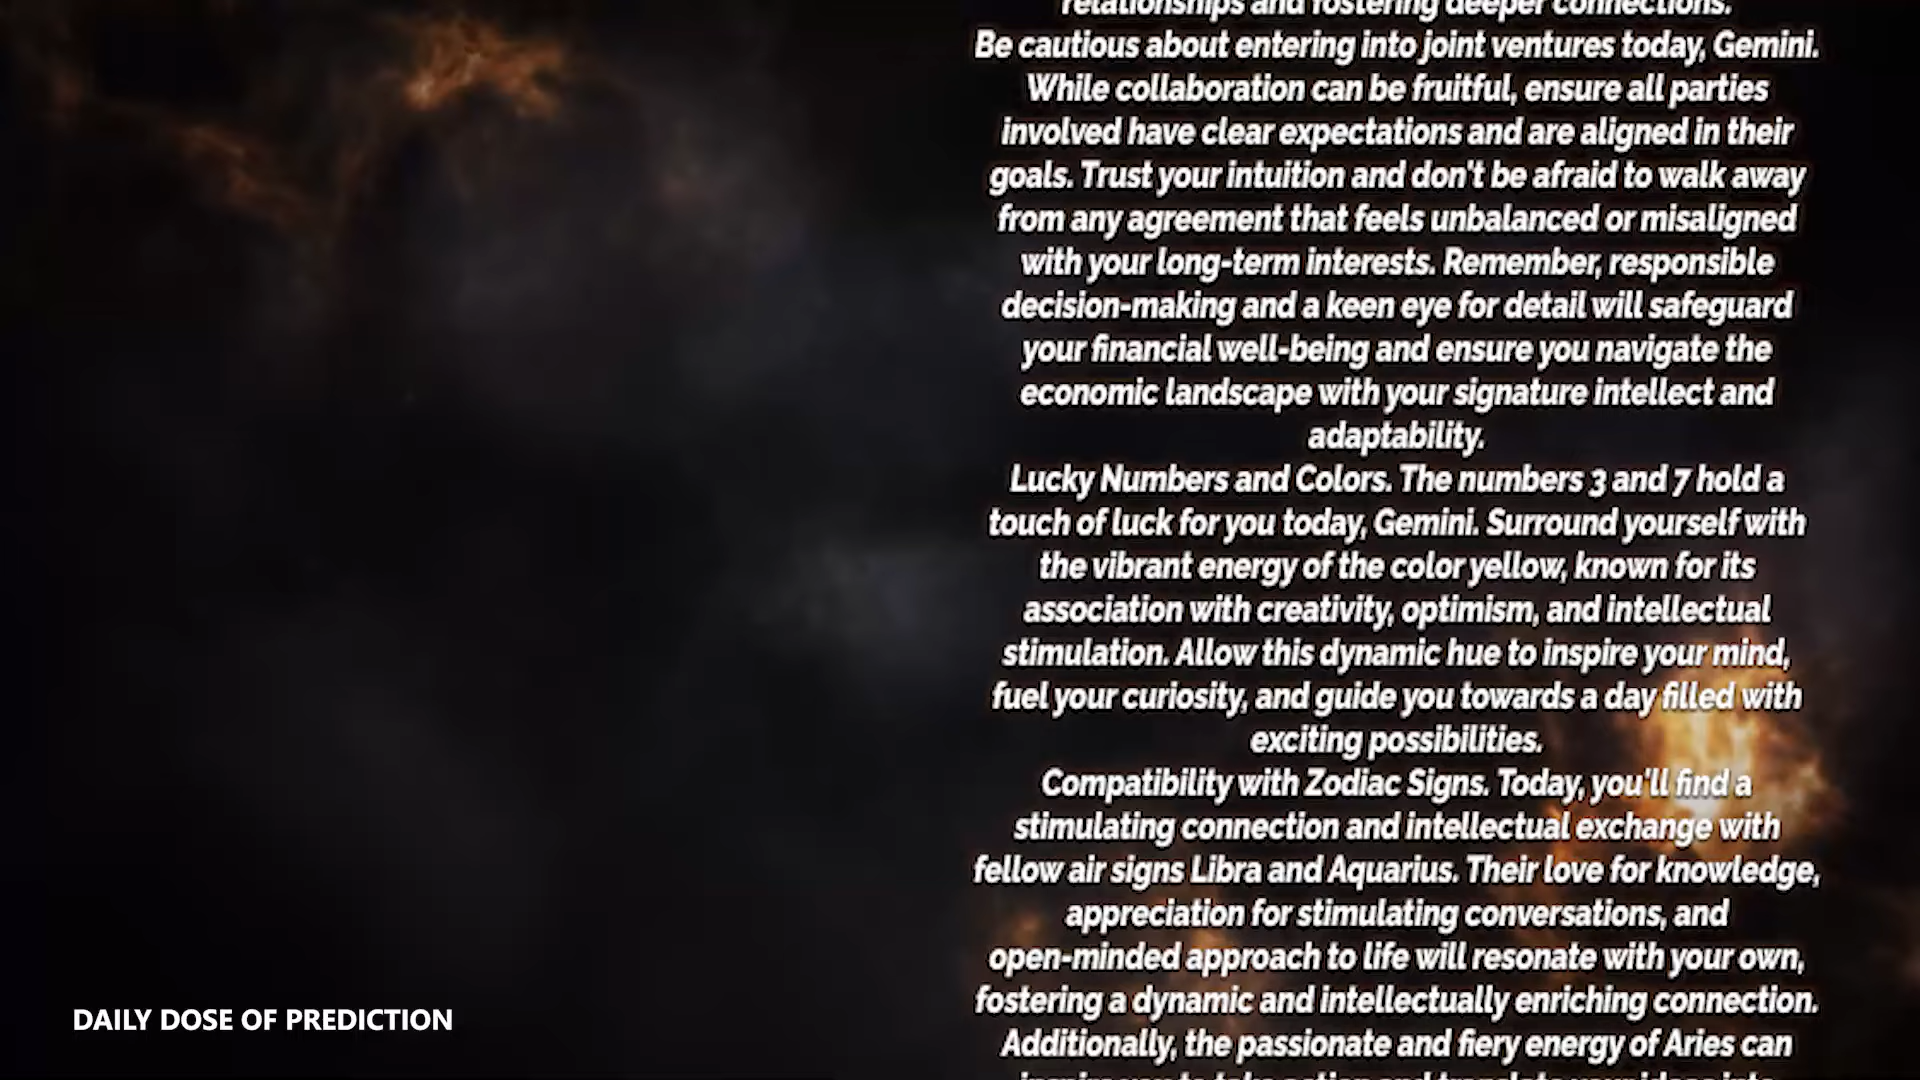 relationships and fostering deeper connections.
Be cautious about entering into joint ventures today, Gemini.
While collaboration can be fruitful, ensure all parties
involved have clear expectations and are aligned in their
goals. Trust your intuition and don't be afraid to walk away
from any agreement that feels unbalanced or misaligned
with your long-term interests. Remember, responsible
decision-making and a keen eye for detail will safeguard
your financial well-being and ensure you navigate the
economic landscape with your signature intellect and
adaptability.
Lucky Numbers and Colors. The numbers 3 and 7 hold a
touch of luck for you today, Gemini. Surround yourself with
the vibrant energy of the color yellow, known for its
association with creativity, optimism, and intellectual
stimulation. Allow this dynamic hue to inspire your mind,
fuel your curiosity, and guide you towards a day filled with
exciting possibilities.
Compatibility with Zodiac Signs. Today, you'll find a
stimulating connection and intellectual exchange with
fellow air signs Libra and Aquarius. Their love for knowledge,
appreciation for stimulating conversations, and
open-minded approach to life will resonate with your own,
fostering a dynamic and intellectually enriching connection.
Additionally, the passionate and fiery energy of Aries can
DAILY DOSE OF PREDICTION